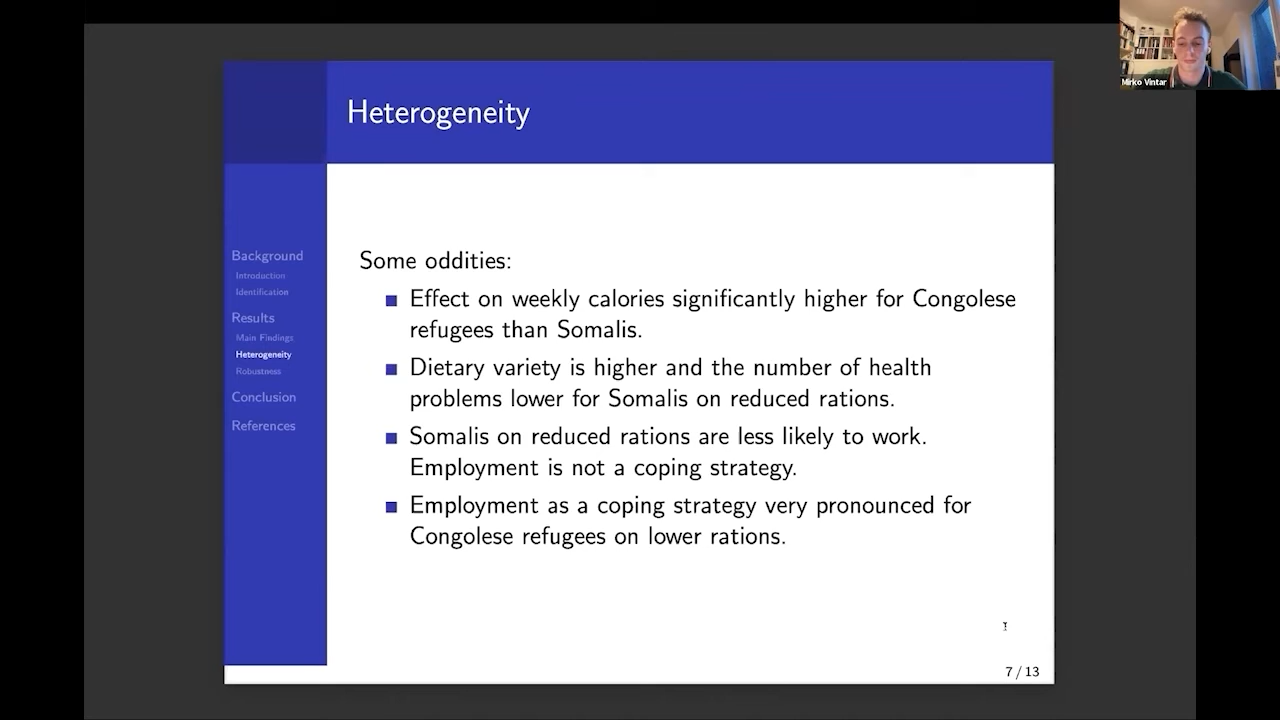 Mirko Vintar
Heterogeneity
Background
Introduction
Identification
Results
Main Findings
Heterogeneity
Robustness
Conclusion
References
Some oddities:
Effect on weekly calories significantly higher for Congolese
refugees than Somalis.
Dietary variety is higher and the number of health
problems lower for Somalis on reduced rations.
Somalis on reduced rations are less likely to work.
Employment is not a coping strategy.
Employment as a coping strategy very pronounced for
Congolese refugees on lower rations.
7 / 13